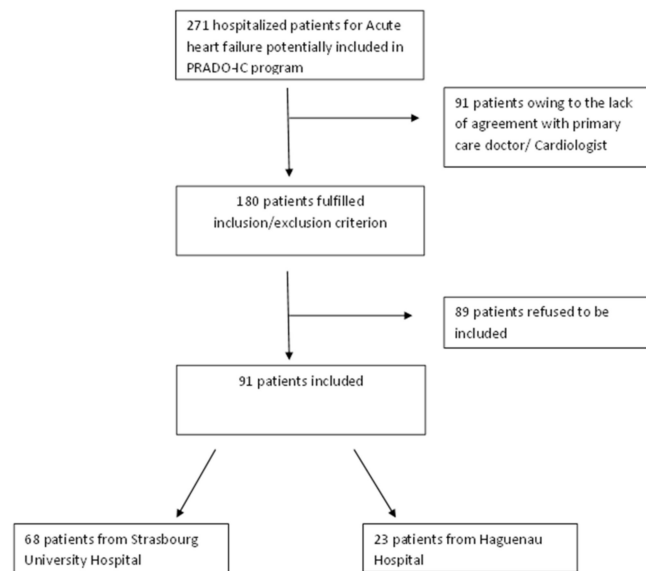 271 hospitalized patients for Acute
heart failure potentially included in
PRADO-IC program
91 patients owing to the lack
of agreement with primary
care doctor/ Cardiologist
180 patients fulfilled
inclusion/exclusion criterion
89 patients refused to be
included
91 patients included
68 patients from Strasbourg
University Hospital
23 patients from Haguenau
Hospital